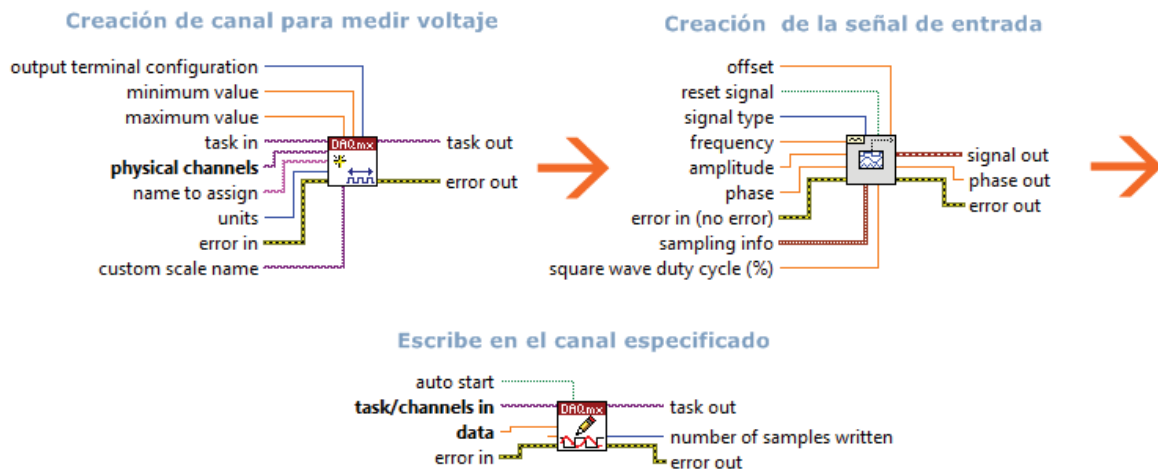 Creación de canal para medir voltaje
output terminal configuration
minimum value
maximum value
task in
physical channels
name to assign
units
error in
custom scale name
DAQmx
task out
error out
Creación de la señal de entrada
offset
reset signal
signal type
frequency
amplitude
phase
error in (no error)
sampling info
square wave duty cycle (%)
signal out
phase out
error out
Escribe en el canal especificado
auto start
task/channels in
data
error in
DAQmx
task out
number of samples written
error out